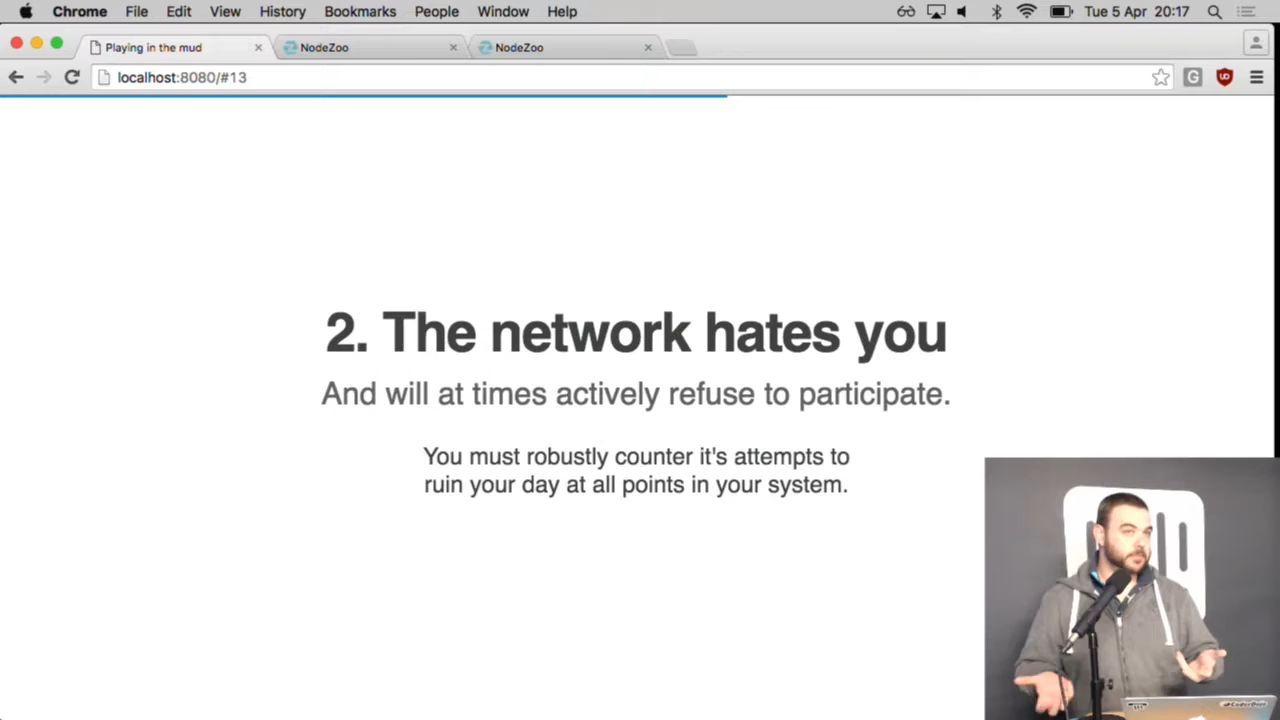 Chrome File Edit View History Bookmarks People Window Help Tue 5 Apr 20:17
Playing in the mud NodeZoo NodeZoo
localhost:8080/#13
2. The network hates you
And will at times actively refuse to participate.
You must robustly counter it's attempts to
ruin your day at all points in your system.
CoderDojo